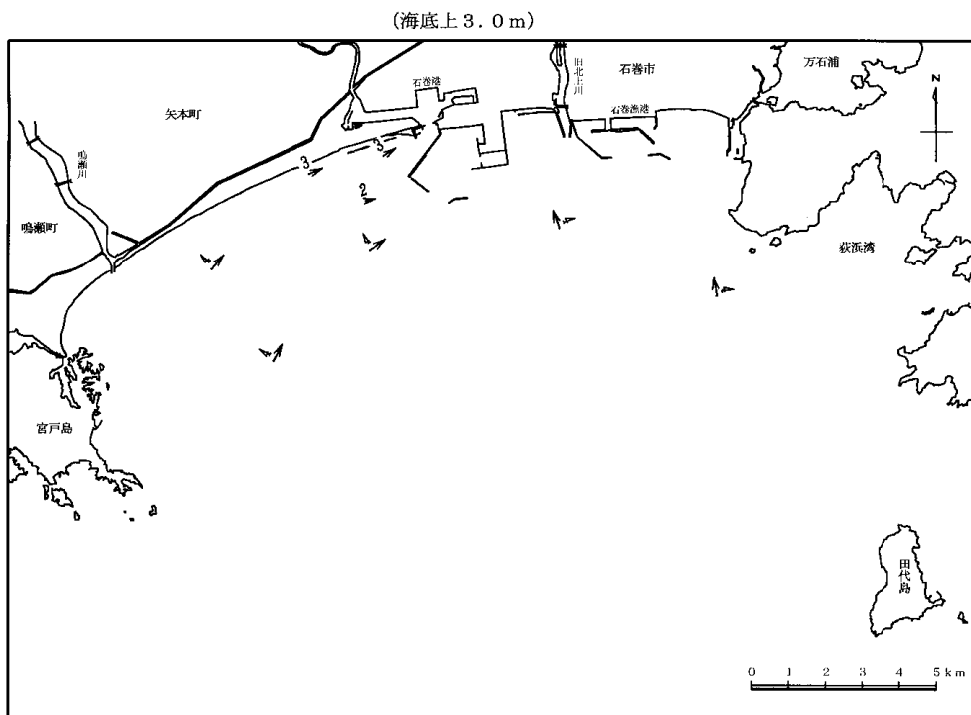 (海底上3.0m)
石巻港
旧北上川
石巻市
万石浦
矢本町
石巻漁港
N
鳴瀬川
3
3
2
鳴瀬町
荻浜湾
宮戸島
田代島
0 1 2 3 4 5km